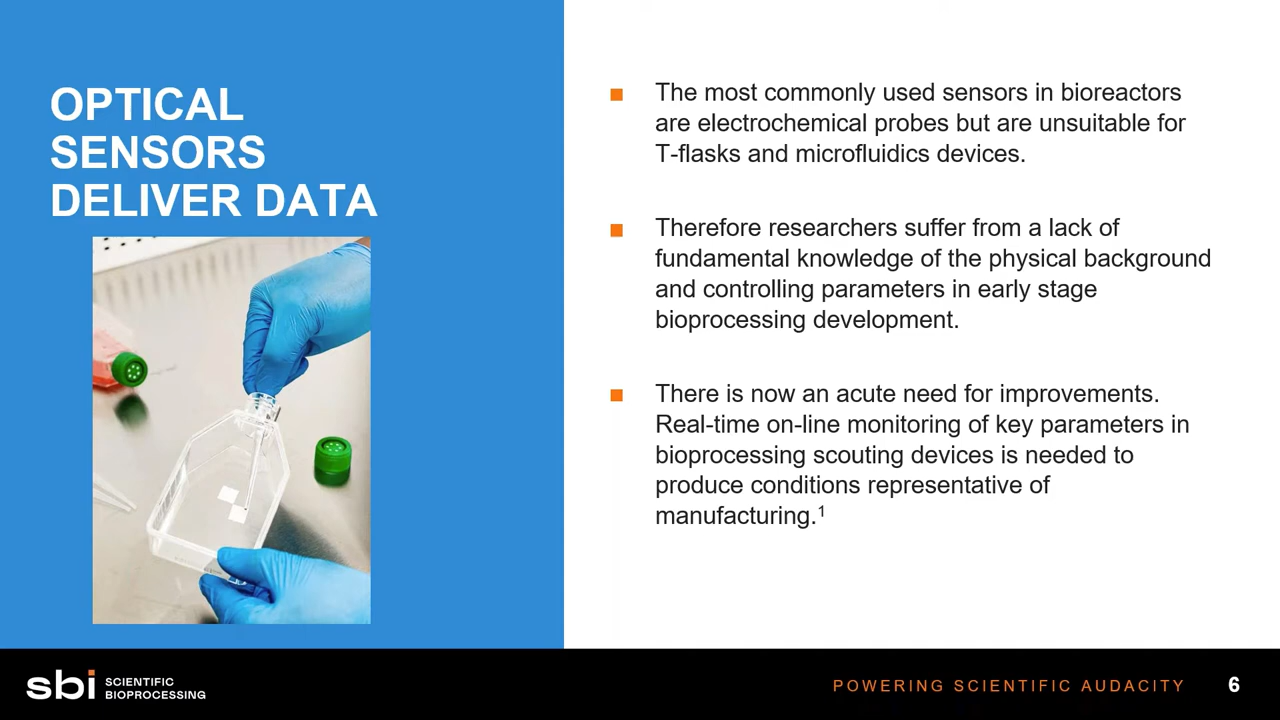 OPTICAL
SENSORS
DELIVER DATA
The most commonly used sensors in bioreactors
are electrochemical probes but are unsuitable for
T-flasks and microfluidics devices.
Therefore researchers suffer from a lack of
fundamental knowledge of the physical background
and controlling parameters in early stage
bioprocessing development.
There is now an acute need for improvements.
Real-time on-line monitoring of key parameters in
bioprocessing scouting devices is needed to
produce conditions representative of
manufacturing.¹
sbi SCIENTIFIC
BIOPROCESSING
POWERING SCIENTIFIC AUDACITY
6